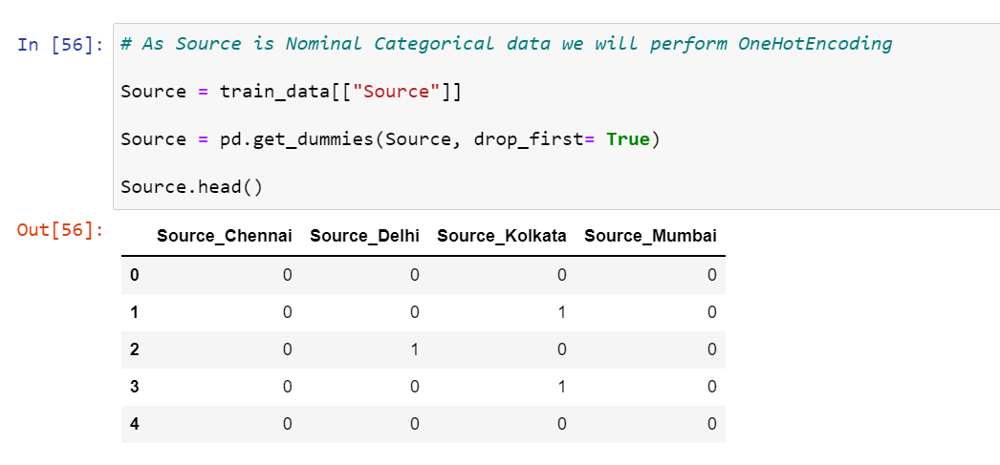 In [56]: # As Source is Nominal Categorical data we will perform OneHotEncoding
Source = train_data[["Source"]]
Source = pd.get_dummies(Source, drop_first= True)
Source.head()
Out[56]:
Source_Chennai Source_Delhi Source_Kolkata Source_Mumbai
0 0 0 0 0
1 0 0 1 0
2 0 1 0 0
3 0 0 1 0
4 0 0 0 0